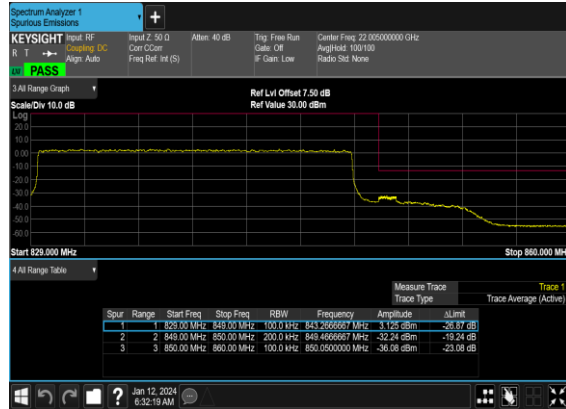 Spectrum Analyzer 1
Spurious Emissions
KEYSIGHT Input: RF Input Z: 50 Ω Atten: 40 dB Trig: Free Run Center Freq: 22.005000000 GHz
R T Coupling: DC Corr CCorr Gate: Off Avg|Hold: 100/100
Align: Auto Freq Ref: Int (S) IF Gain: Low Radio Std: None
LW PASS
3 All Range Graph
Ref Lvl Offset 7.50 dB
Scale/Div 10.0 dB Ref Value 30.00 dBm
Log
20.0
10.0
0.00
-10.0
-20.0
-30.0
-40.0
-50.0
-60.0
Start 829.000 MHz Stop 860.000 MH
4 All Range Table
Measure Trace Trace 1
Trace Type Trace Average (Active)
Spur Range Start Freq Stop Freq RBW Frequency Amplitude ΔLimit
1 1 829.00 MHz 849.00 MHz 100.0 kHz 843.2666667 MHz 3.125 dBm -26.87 dB
2 2 849.00 MHz 850.00 MHz 200.0 kHz 849.4666667 MHz -32.24 dBm -19.24 dB
3 3 850.00 MHz 860.00 MHz 100.0 kHz 850.0500000 MHz -36.08 dBm -23.08 dB
? Jan 12, 2024
6:32:19 AM